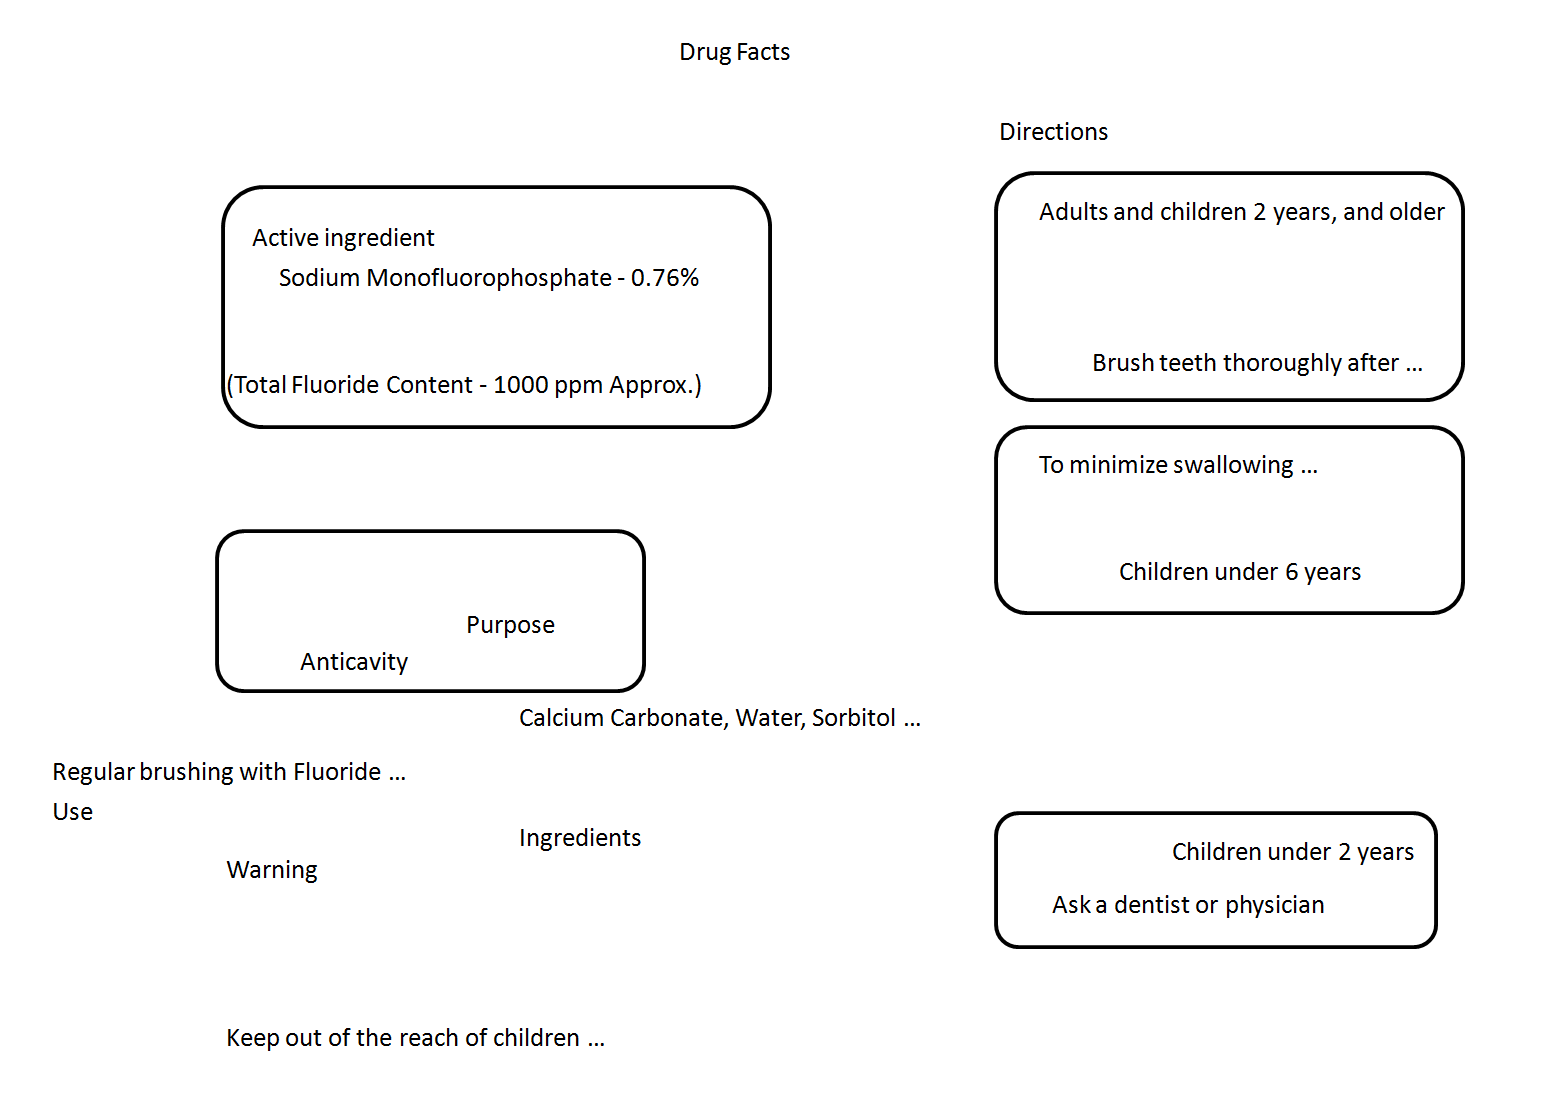 Drug Facts
Active ingredient
Sodium Monofluorophosphate - 0.76%
(Total Fluoride Content - 1000 ppm Approx.)
Purpose
Anticavity
Calcium Carbonate, Water, Sorbitol ...
Regular brushing with Fluoride ...
Use
Ingredients
Warning
Keep out of the reach of children ...
Directions
Adults and children 2 years, and older
Brush teeth thoroughly after ...
To minimize swallowing ...
Children under 6 years
Children under 2 years
Ask a dentist or physician